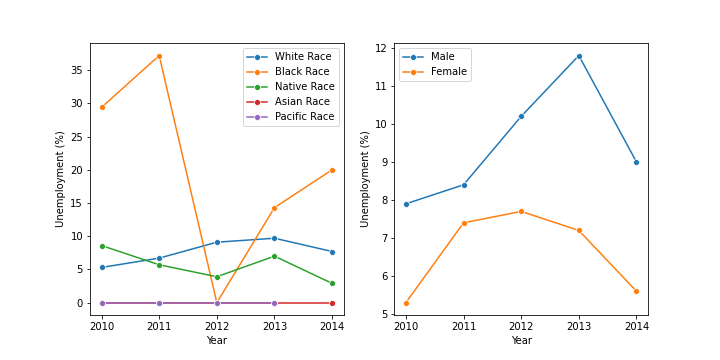 White Race
Black Race
Native Race
Asian Race
Pacific Race
35
30
25
20
15
10
5
0
Unemployment (%)
2010 2011 2012 2013 2014
Year
Male
Female
12
11
10
9
8
7
6
5
Unemployment (%)
2010 2011 2012 2013 2014
Year